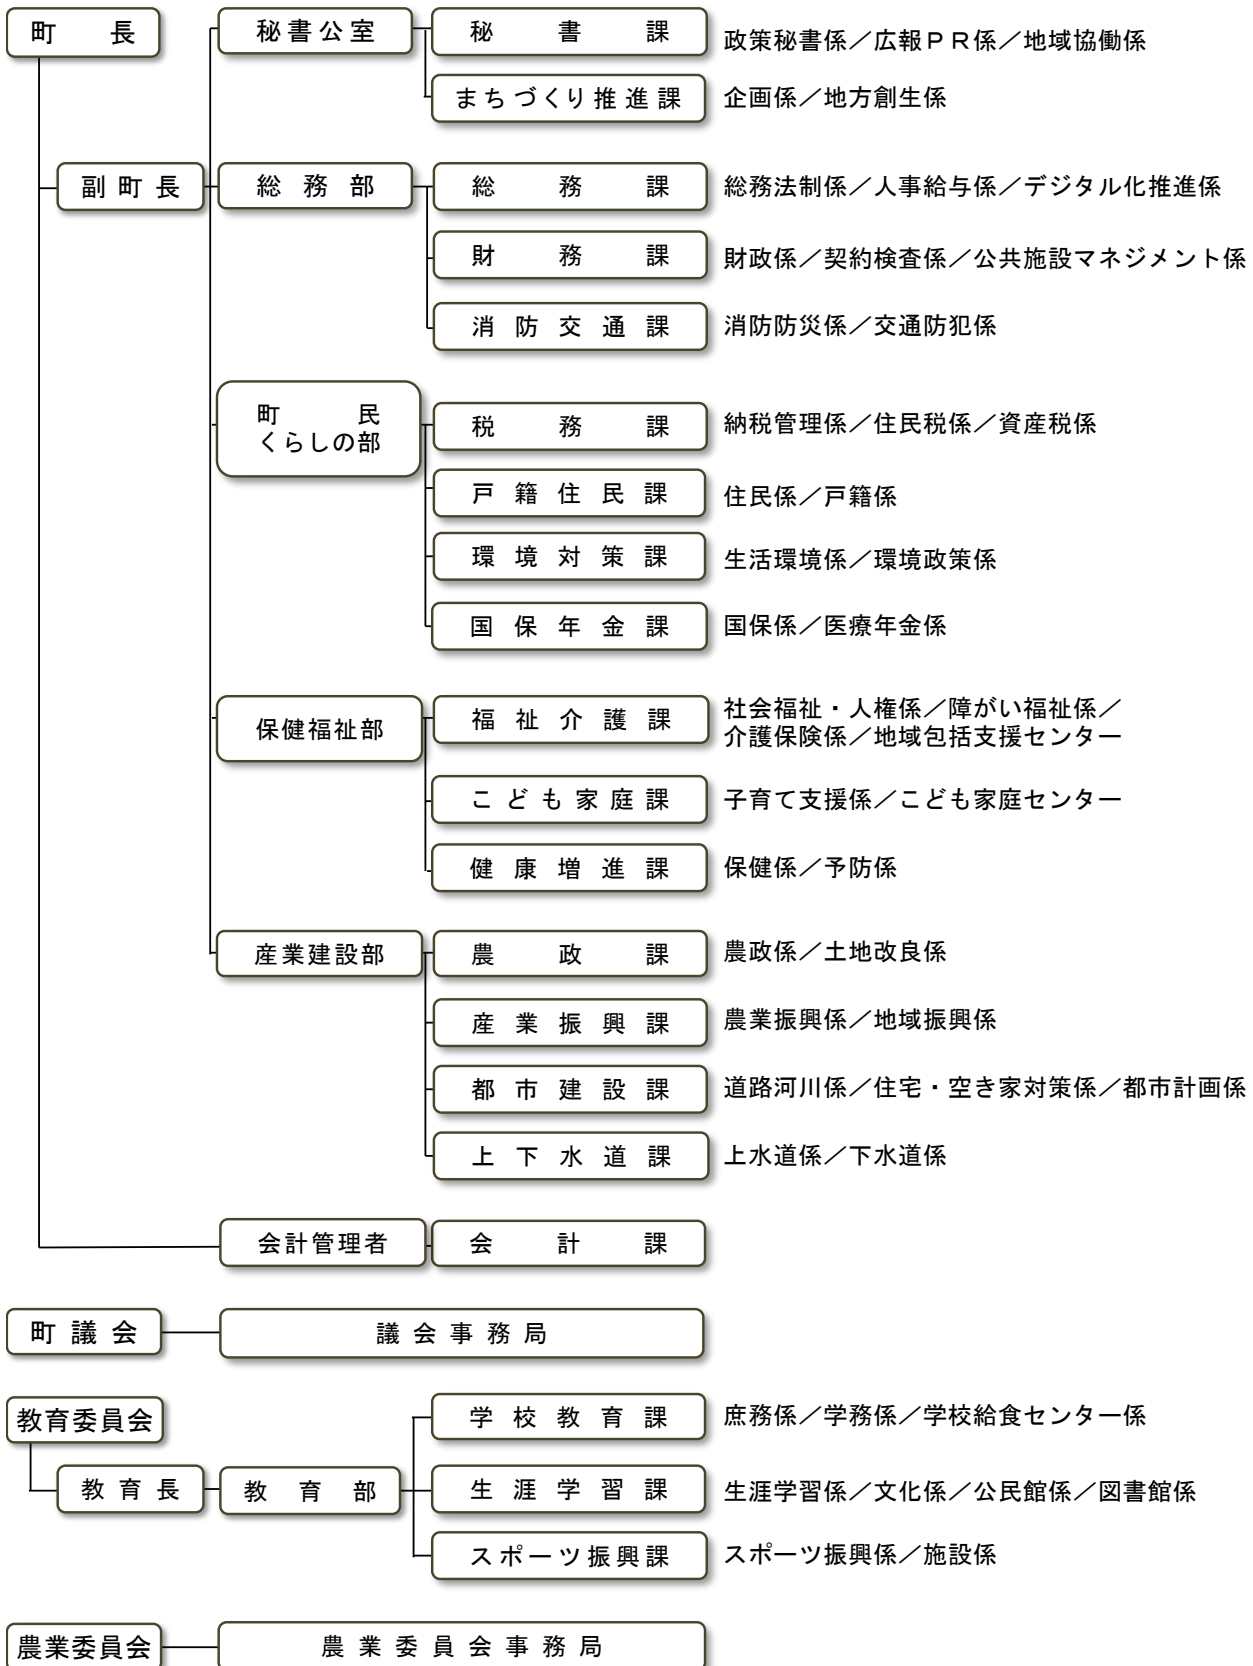 町長
秘書公室
秘書課
政策秘書係／広報ＰＲ係／地域協働係
まちづくり推進課
企画係／地方創生係
副町長
総務部
総務課
総務法制係／人事給与係／デジタル化推進係
財務課
財政係／契約検査係／公共施設マネジメント係
消防交通課
消防防災係／交通防犯係
町民
くらしの部
税務課
納税管理係／住民税係／資産税係
戸籍住民課
住民係／戸籍係
環境対策課
生活環境係／環境政策係
国保年金課
国保係／医療年金係
保健福祉部
福祉介護課
社会福祉・人権係／障がい福祉係／
介護保険係／地域包括支援センター
こども家庭課
子育て支援係／こども家庭センター
健康増進課
保健係／予防係
産業建設部
農政課
農政係／土地改良係
産業振興課
農業振興係／地域振興係
都市建設課
道路河川係／住宅・空き家対策係／都市計画係
上下水道課
上水道係／下水道係
会計管理者
会計課
町議会
議会事務局
教育委員会
教育長
教育部
学校教育課
庶務係／学務係／学校給食センター係
生涯学習課
生涯学習係／文化係／公民館係／図書館係
スポーツ振興課
スポーツ振興係／施設係
農業委員会
農業委員会事務局